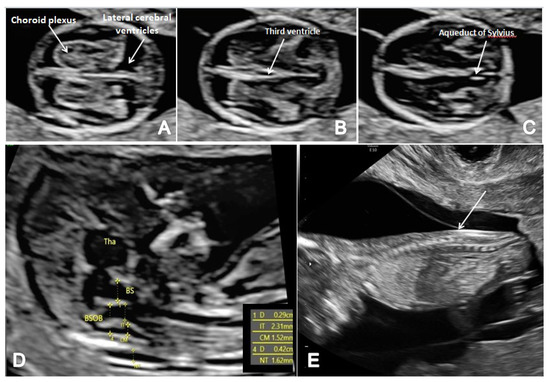 Choroid plexus
Lateral cerebral
ventricles
A
Third ventricle
B
Aqueduct of Sylvius
C
Tha
BS
BSOB
D
1 D 0.29cm
IT 2.31mm
CM 1.52mm
4 D 0.42cm
NT 1.62mm
E